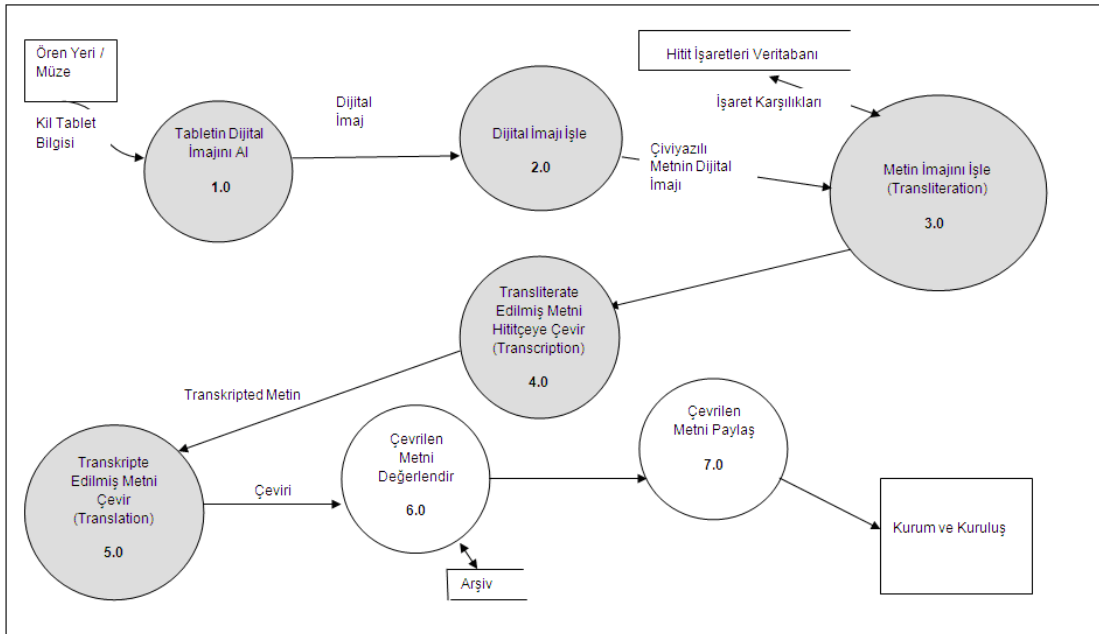 Ören Yeri /
Müze
Kil Tablet
Bilgisi
Tabletin Dijital
İmajını Al
1.0
Dijital
İmaj
Dijital İmajı İşle
2.0
Çiviyazılı
Metnin Dijital
İmajı
Hitit İşaretleri Veritabanı
İşaret Karşılıkları
Metin İmajını İşle
(Transliteration)
3.0
Transliterate
Edilmiş Metni
Hititçeye Çevir
(Transcription)
4.0
Transkripted Metin
Transkripte
Edilmiş Metni
Çevir
(Translation)
5.0
Çeviri
Çevrilen
Metni
Değerlendir
6.0
Arşiv
Çevrilen
Metni Paylaş
7.0
Kurum ve Kuruluş